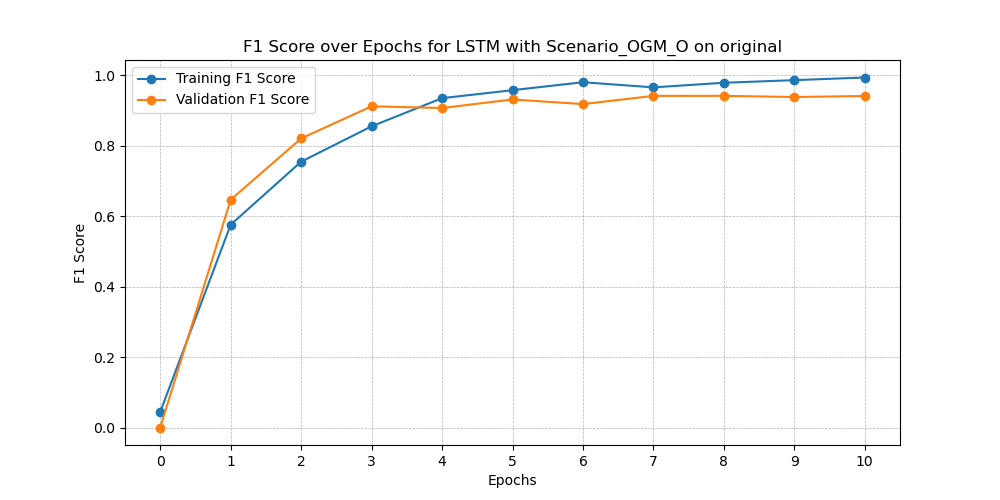 F1 Score over Epochs for LSTM with Scenario_OGM_O on original
Training F1 Score
Validation F1 Score
F1 Score
1.0
0.8
0.6
0.4
0.2
0.0
0 1 2 3 4 5 6 7 8 9 10
Epochs